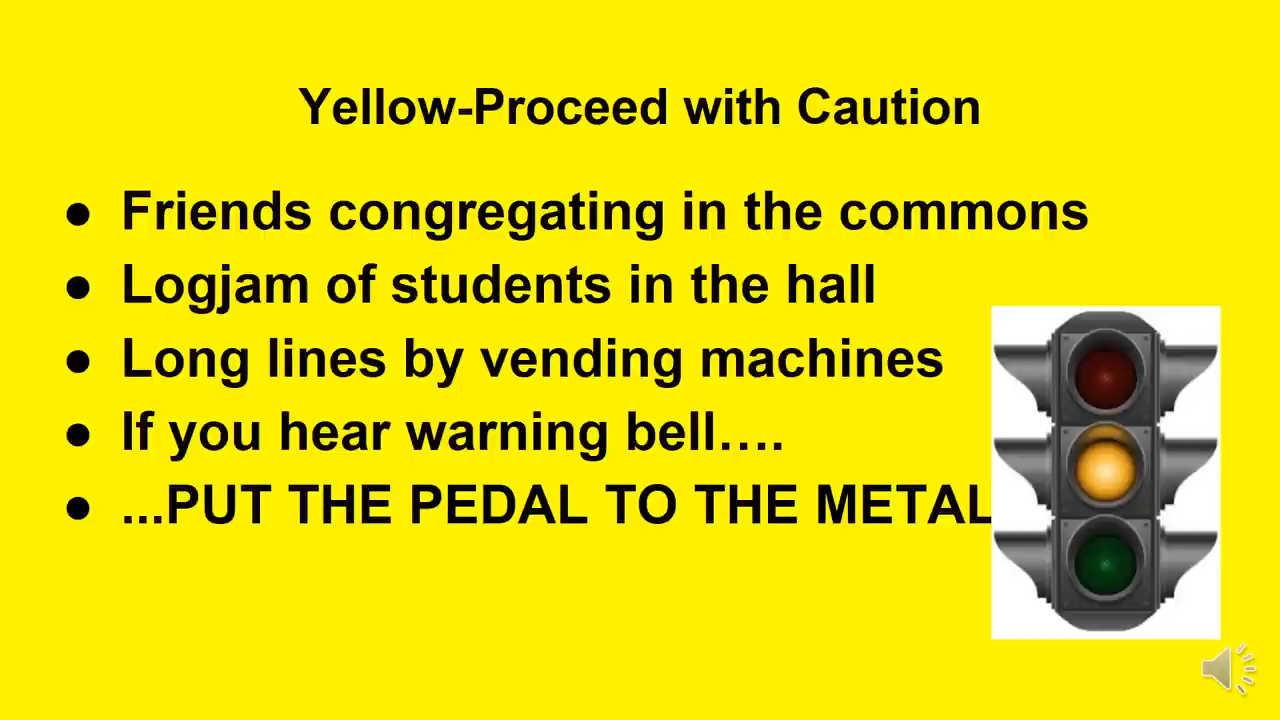 Yellow-Proceed with Caution
● Friends congregating in the commons
● Logjam of students in the hall
● Long lines by vending machines
● If you hear warning bell….
● ...PUT THE PEDAL TO THE METAL